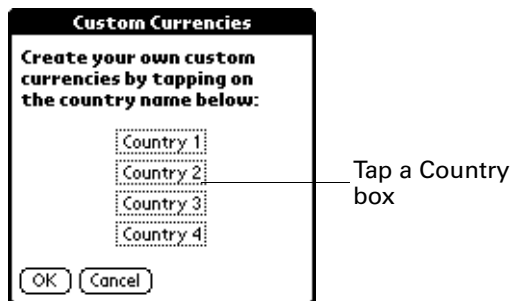 Custom Currencies
Create your own custom
currencies by tapping on
the country name below:
Country 1
Country 2
Country 3
Country 4
Tap a Country
box
OK Cancel